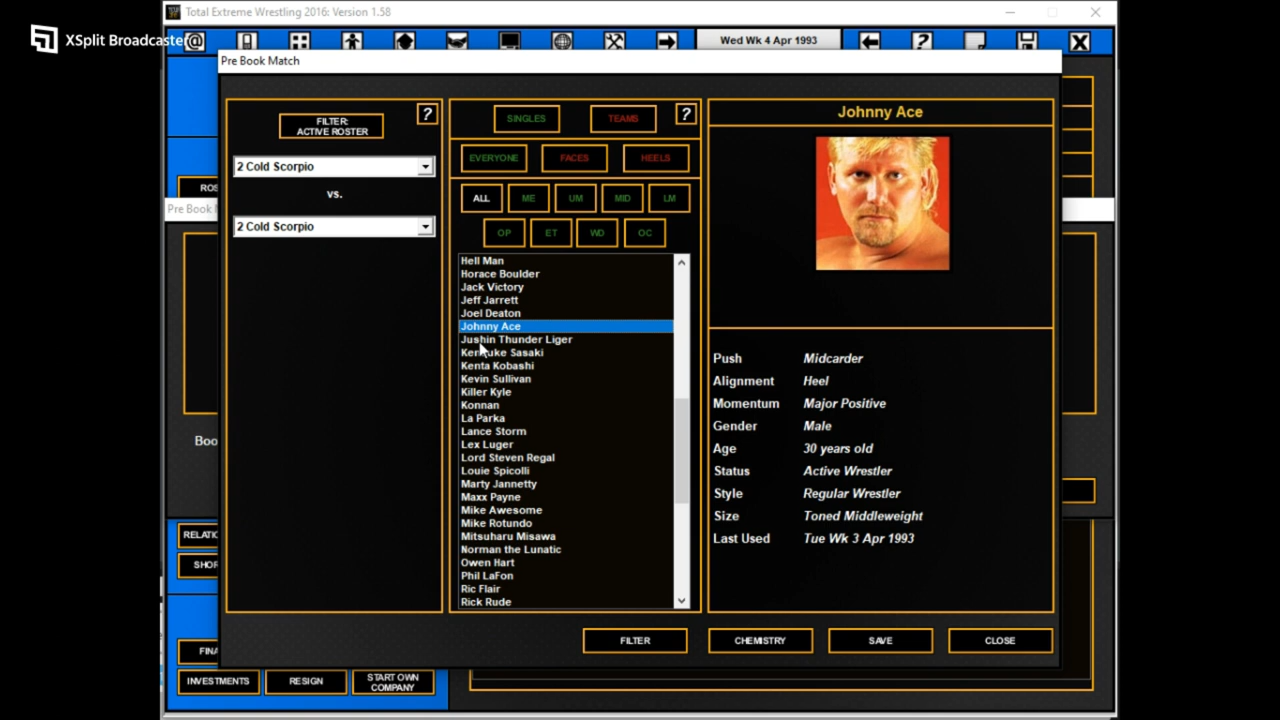 XSplit Broadcaster
Total Extreme Wrestling 2016: Version 1.58
Wed Wk 4 Apr 1993
Pre Book Match
FILTER:
ACTIVE ROSTER
?
2 Cold Scorpio
vs.
2 Cold Scorpio
SINGLES
TEAMS
?
EVERYONE
FACES
HEELS
ALL
ME
UM
MID
LM
OP
ET
WD
OC
Hell Man
Horace Boulder
Jack Victory
Jeff Jarrett
Joel Deaton
Johnny Ace
Jushin Thunder Liger
Kensuke Sasaki
Kenta Kobashi
Kevin Sullivan
Killer Kyle
Konnan
La Parka
Lance Storm
Lex Luger
Lord Steven Regal
Louie Spicolli
Marty Jannetty
Maxx Payne
Mike Awesome
Mike Rotundo
Mitsuharu Misawa
Norman the Lunatic
Owen Hart
Phil LaFon
Ric Flair
Rick Rude
Johnny Ace
Push Midcarder
Alignment Heel
Momentum Major Positive
Gender Male
Age 30 years old
Status Active Wrestler
Style Regular Wrestler
Size Toned Middleweight
Last Used Tue Wk 3 Apr 1993
FILTER
CHEMISTRY
SAVE
CLOSE
ROS
Pre Book
Boo
RELATIO
SHOR
FINA
INVESTMENTS
RESIGN
START OWN
COMPANY